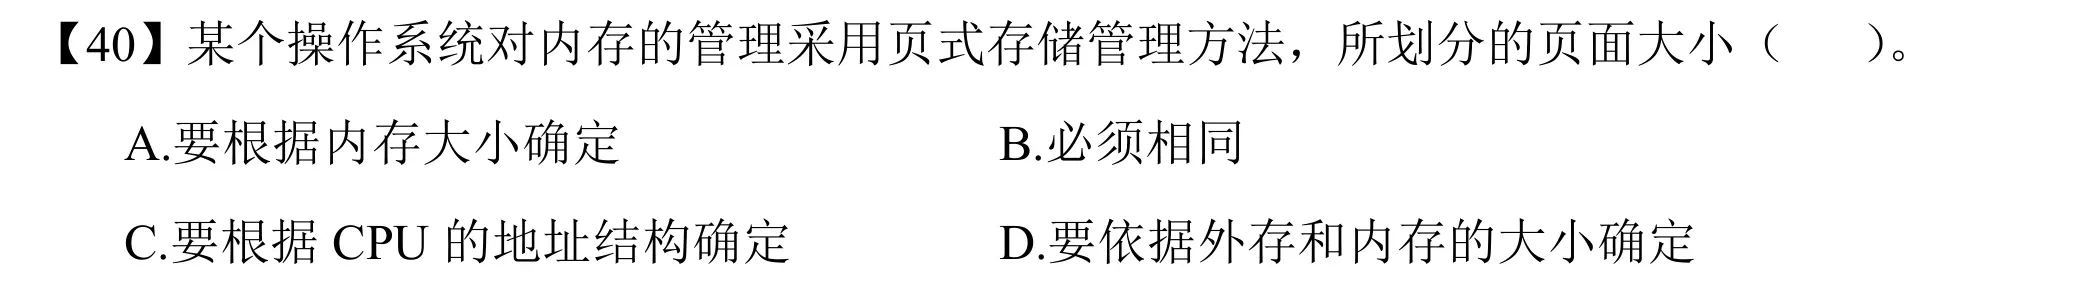 【40】某个操作系统对内存的管理采用页式存储管理方法，所划分的页面大小（　　）。
A.要根据内存大小确定　　B.必须相同
C.要根据 CPU 的地址结构确定　　D.要依据外存和内存的大小确定